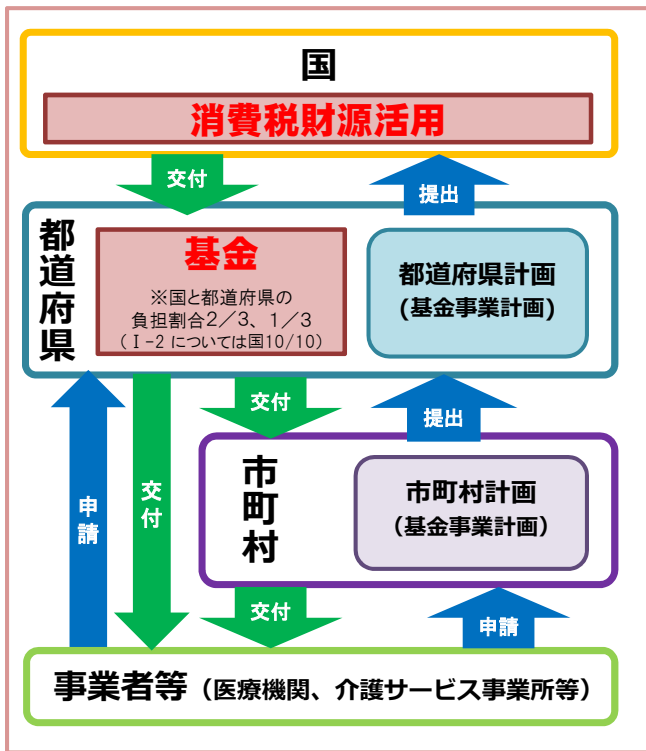 国
消費税財源活用
交付
提出
都道府県
基金
※国と都道府県の
負担割合2/3、1/3
(Ⅰ-2 については国10/10)
都道府県計画
(基金事業計画)
交付
提出
申請
交付
市町村
市町村計画
(基金事業計画)
交付
申請
事業者等(医療機関、介護サービス事業所等)